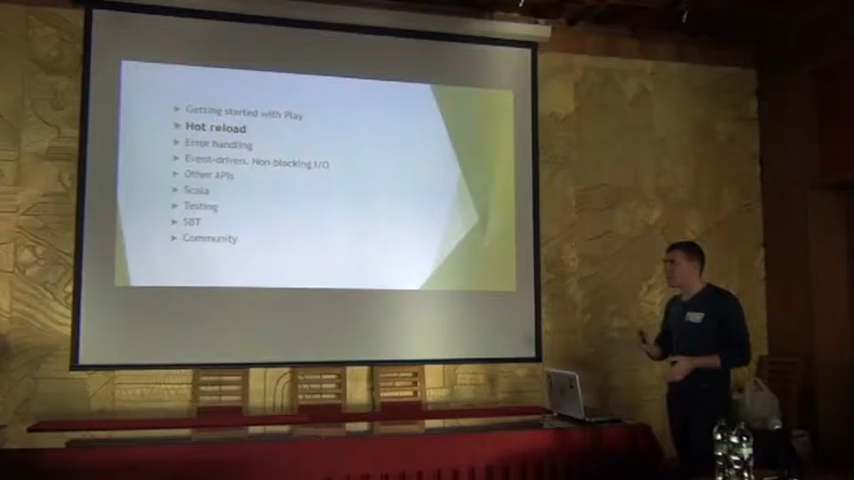 Getting started with Play
Hot reload
Error handling
Event-driven, Non-blocking I/O
Other APIs
Scala
Testing
SBT
Community